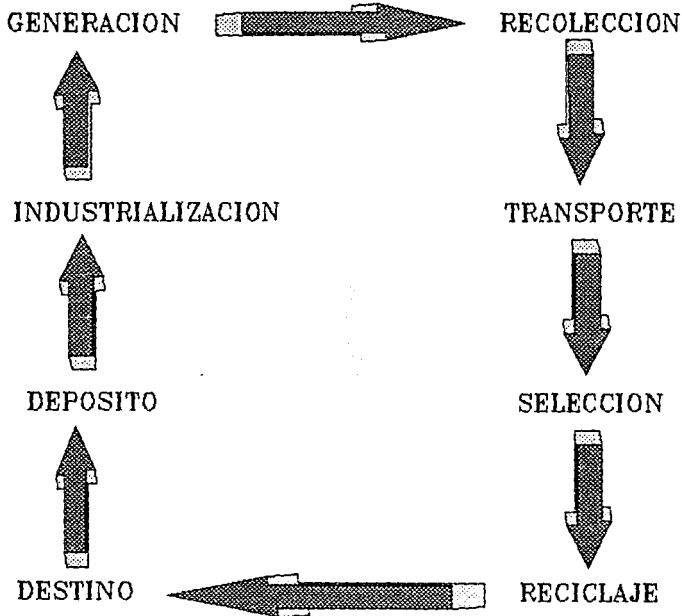 GENERACION RECOLECCION
INDUSTRIALIZACION TRANSPORTE
DEPOSITO SELECCION
DESTINO RECICLAJE